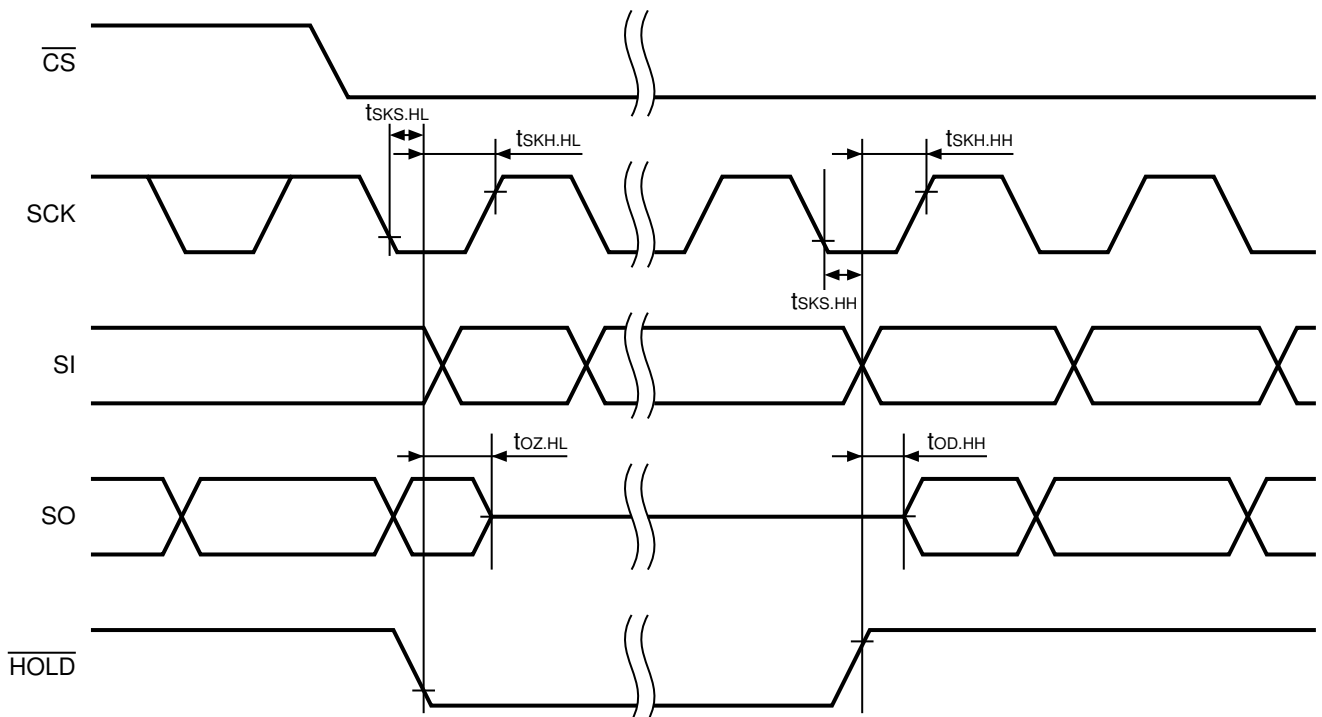 CS
tSKS.HL
tSKH.HL
tSKH.HH
SCK
tSKS.HH
SI
tOZ.HL
tOD.HH
SO
HOLD